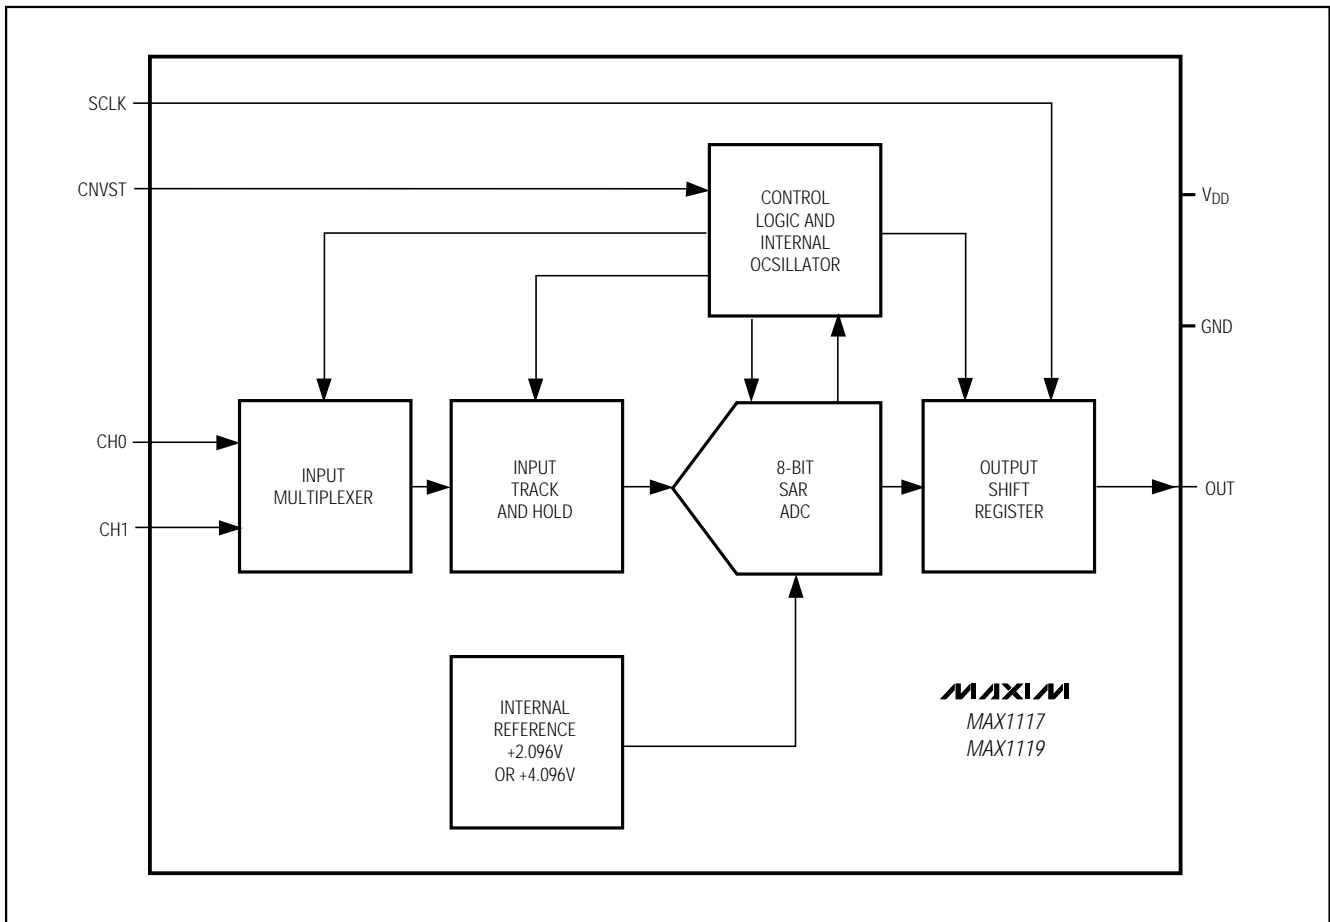 SCLK
CNVST
CONTROL
LOGIC AND
INTERNAL
OCSILLATOR
VDD
GND
CH0
CH1
INPUT
MULTIPLEXER
INPUT
TRACK
AND HOLD
8-BIT
SAR
ADC
OUTPUT
SHIFT
REGISTER
OUT
INTERNAL
REFERENCE
+2.096V
OR +4.096V
MAXIM
MAX1117
MAX1119